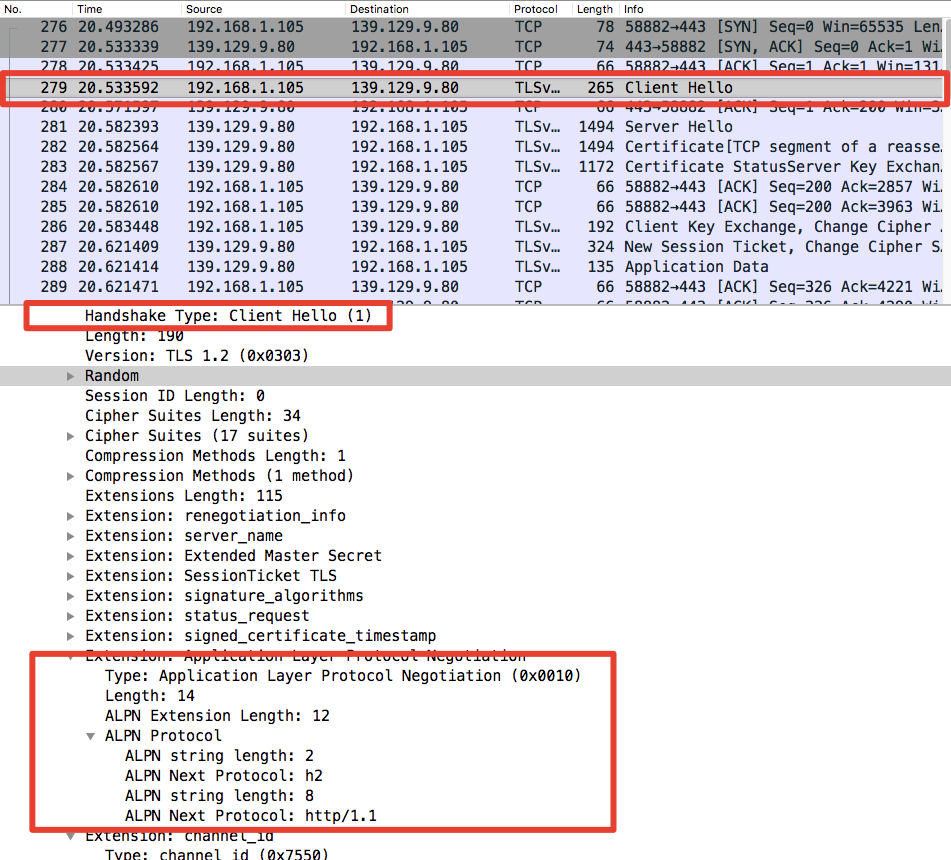 No. Time Source Destination Protocol Length Info
276 20.493286 192.168.1.105 139.129.9.80 TCP 78 58882→443 [SYN] Seq=0 Win=65535 Len…
277 20.533339 139.129.9.80 192.168.1.105 TCP 74 443→58882 [SYN, ACK] Seq=0 Ack=1 Wi…
278 20.533425 192.168.1.105 139.129.9.80 TCP 66 58882→443 [ACK] Seq=1 Ack=1 Win=131…
279 20.533592 192.168.1.105 139.129.9.80 TLSv… 265 Client Hello
280 20.571597 139.129.9.80 192.168.1.105 TCP 66 443→58882 [ACK] Seq=1 Ack=200 Win=3…
281 20.582393 139.129.9.80 192.168.1.105 TLSv… 1494 Server Hello
282 20.582564 139.129.9.80 192.168.1.105 TLSv… 1494 Certificate[TCP segment of a reasse…
283 20.582567 139.129.9.80 192.168.1.105 TLSv… 1172 Certificate StatusServer Key Exchan…
284 20.582610 192.168.1.105 139.129.9.80 TCP 66 58882→443 [ACK] Seq=200 Ack=2857 Wi…
285 20.582610 192.168.1.105 139.129.9.80 TCP 66 58882→443 [ACK] Seq=200 Ack=3963 Wi…
286 20.583448 192.168.1.105 139.129.9.80 TLSv… 192 Client Key Exchange, Change Cipher …
287 20.621409 139.129.9.80 192.168.1.105 TLSv… 324 New Session Ticket, Change Cipher S…
288 20.621414 139.129.9.80 192.168.1.105 TLSv… 135 Application Data
289 20.621471 192.168.1.105 139.129.9.80 TCP 66 58882→443 [ACK] Seq=326 Ack=4221 Wi…
Handshake Type: Client Hello (1)
Length: 190
Version: TLS 1.2 (0x0303)
Random
Session ID Length: 0
Cipher Suites Length: 34
Cipher Suites (17 suites)
Compression Methods Length: 1
Compression Methods (1 method)
Extensions Length: 115
Extension: renegotiation_info
Extension: server_name
Extension: Extended Master Secret
Extension: SessionTicket TLS
Extension: signature_algorithms
Extension: status_request
Extension: signed_certificate_timestamp
Extension: Application Layer Protocol Negotiation
Type: Application Layer Protocol Negotiation (0x0010)
Length: 14
ALPN Extension Length: 12
ALPN Protocol
ALPN string length: 2
ALPN Next Protocol: h2
ALPN string length: 8
ALPN Next Protocol: http/1.1
Extension: channel_id
Type: channel_id (0x7550)